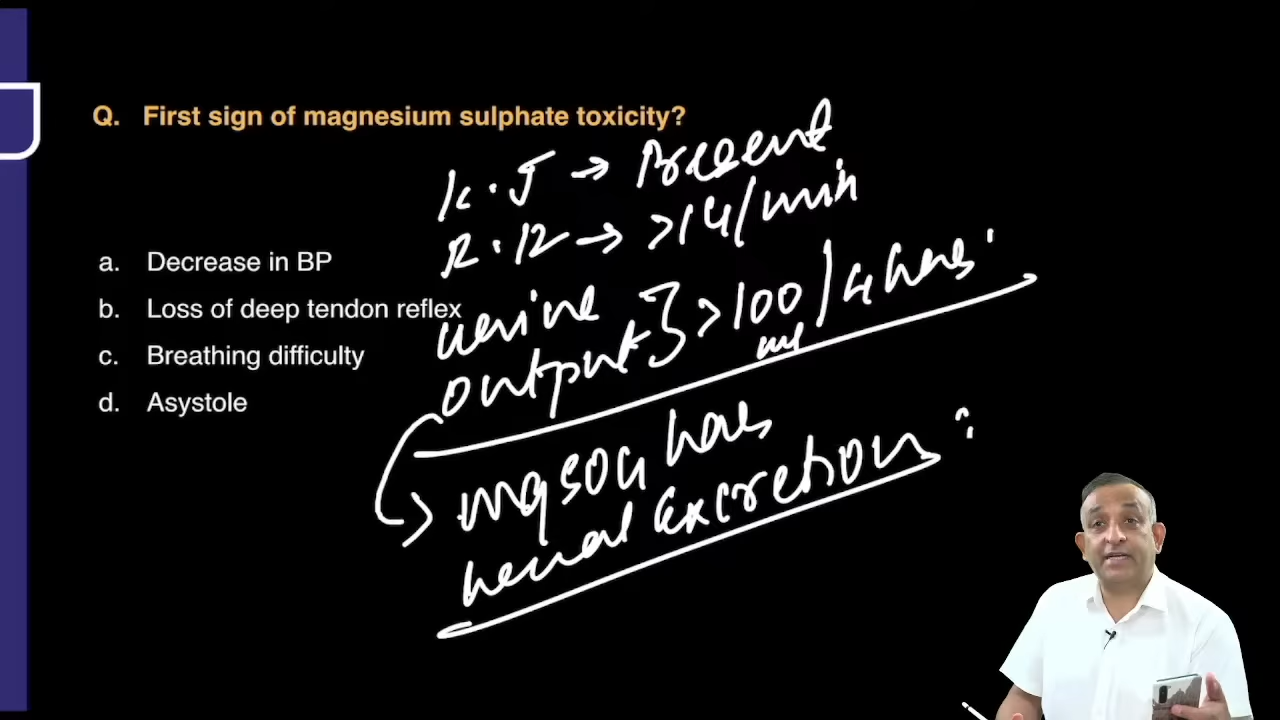 Q. First sign of magnesium sulphate toxicity?
K.J → Present
R.R → >14/min
a. Decrease in BP
b. Loss of deep tendon reflex
c. Breathing difficulty
d. Asystole
urine
output } >100 ml / 4 hrs.
MgSO4 has
renal excretion :